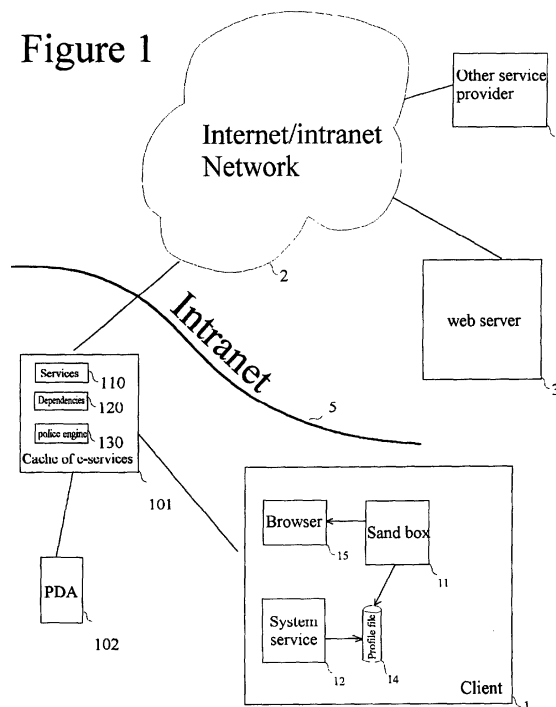 Figure 1
Other service
provider
Internet/intranet
Network
2
web server
3
Intranet
5
Services
110
Dependencies
120
police engine
130
Cache of e-services
101
PDA
102
Browser
15
Sand box
11
System
service
12
Profile file
14
Client
1